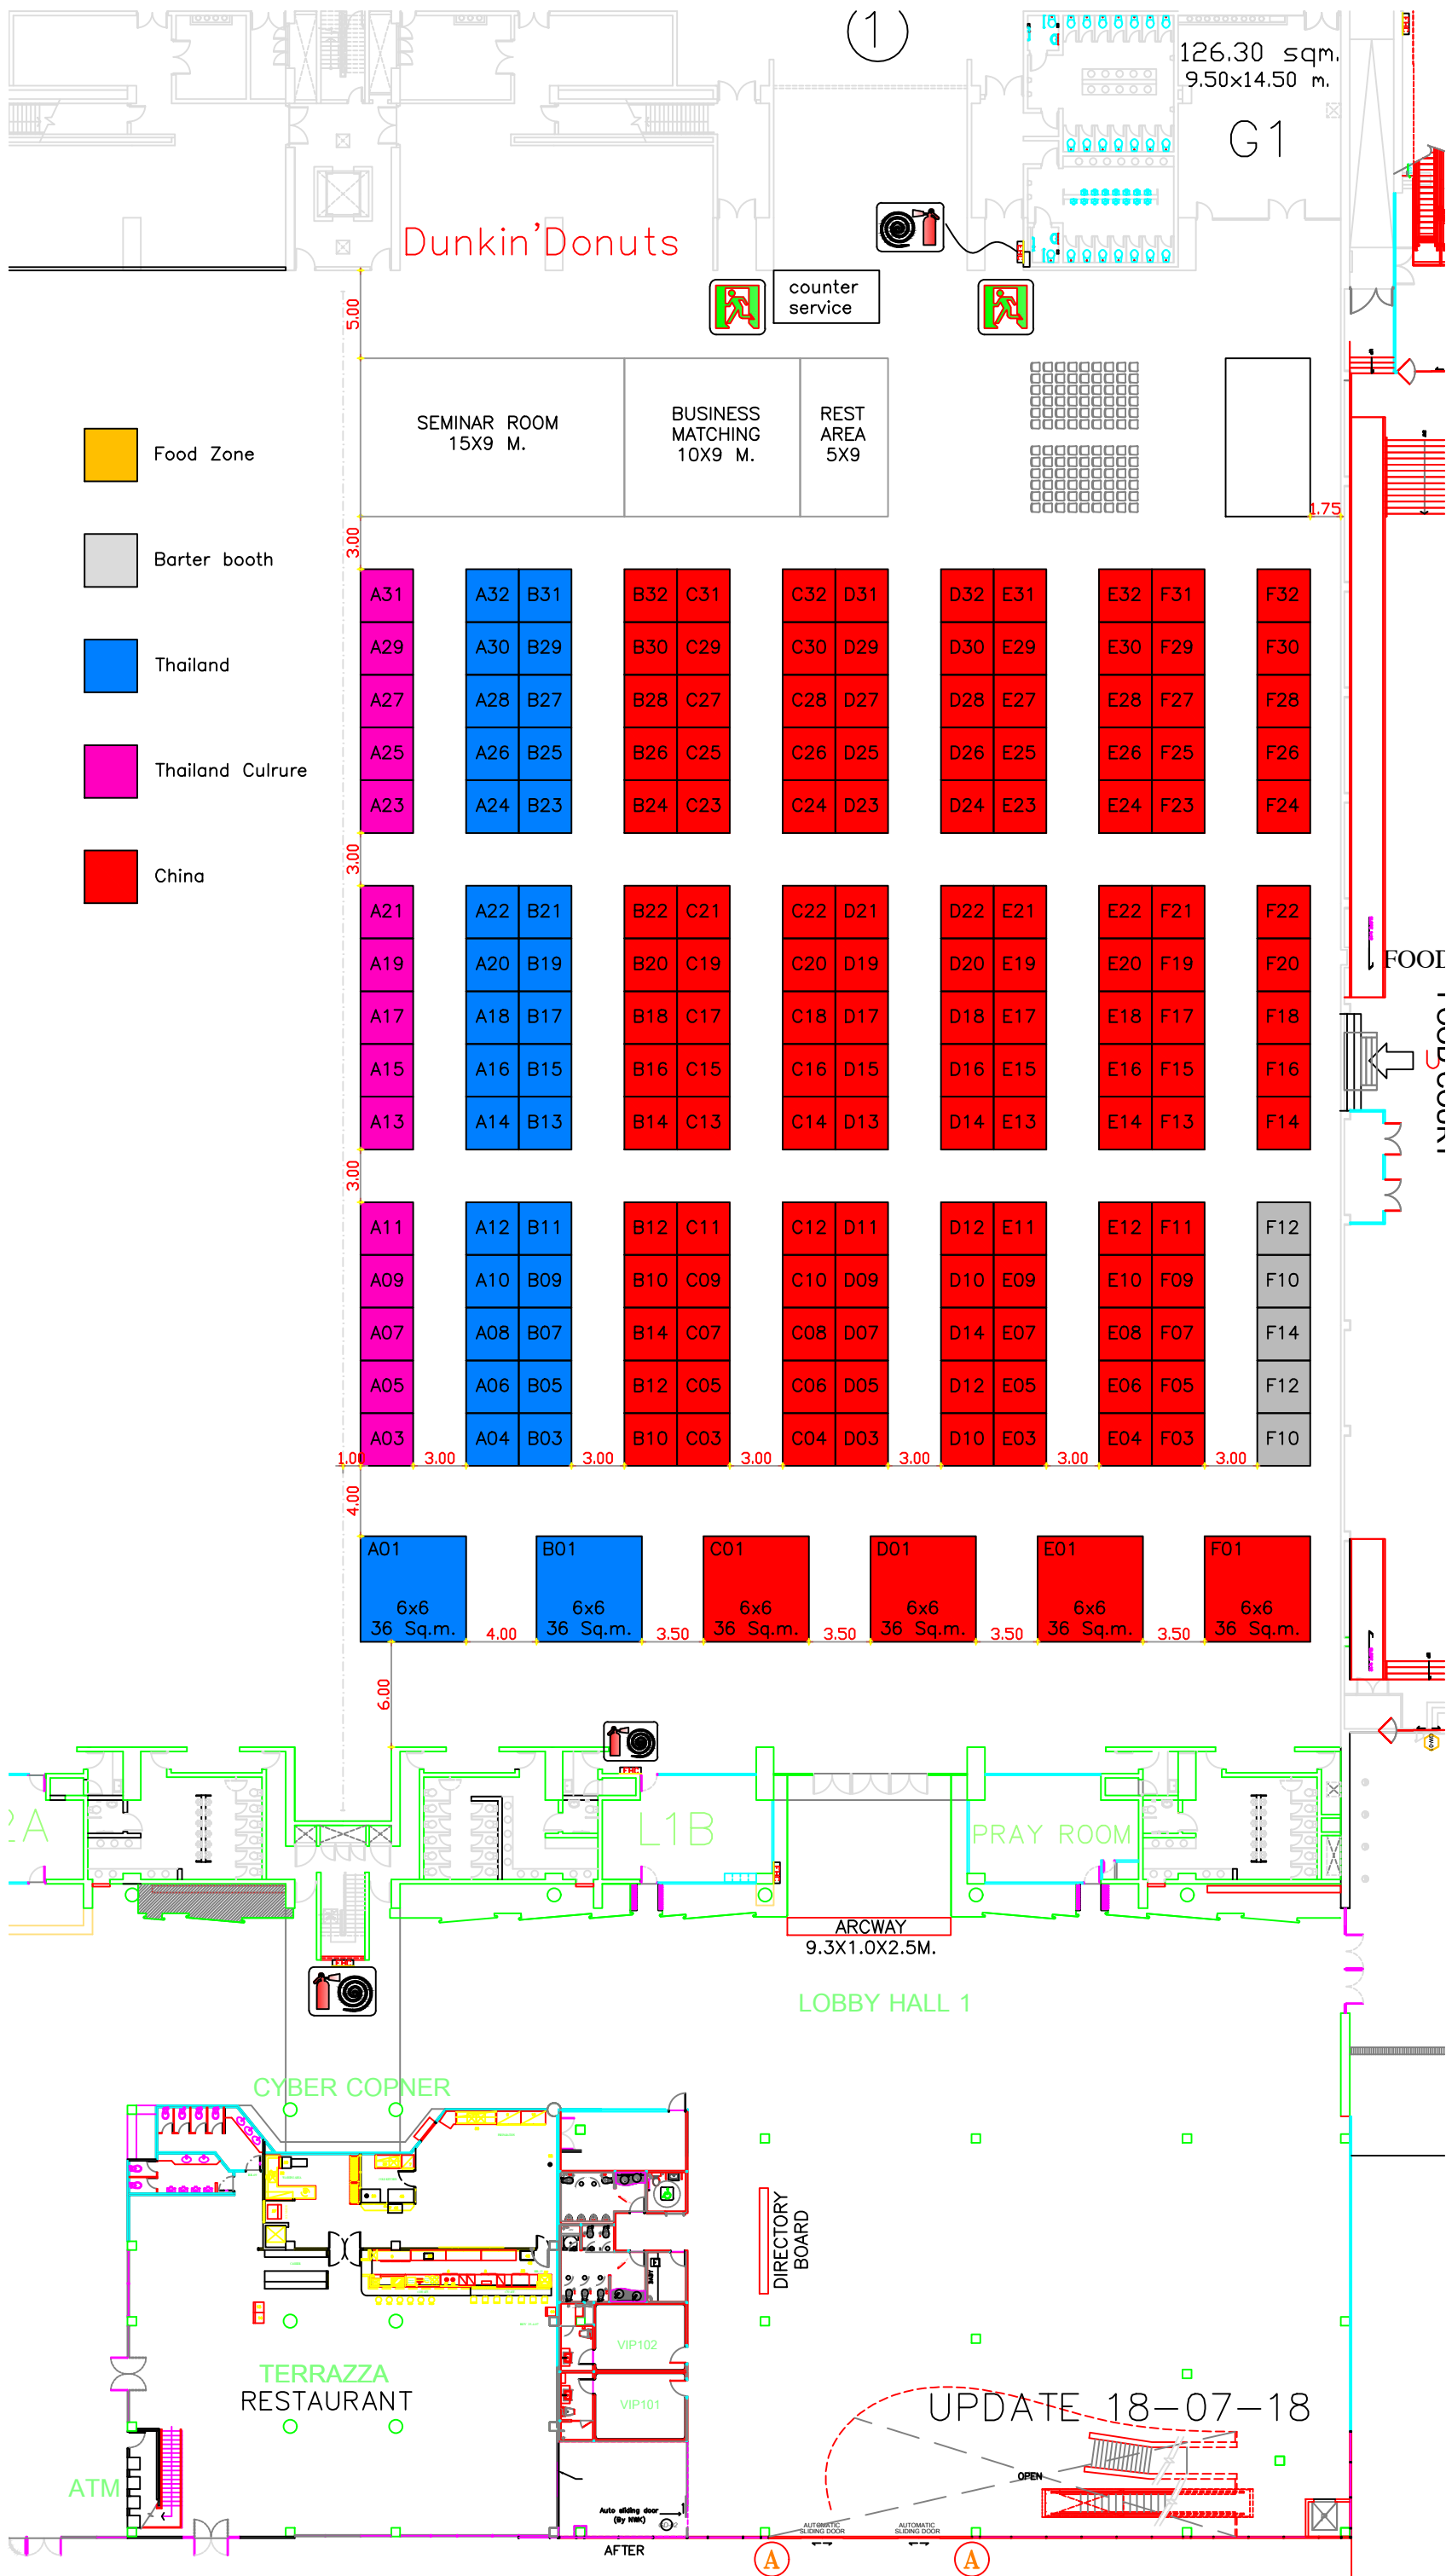 1
126.30 sqm.
9.50x14.50 m.
G1
Dunkin'Donuts
counter
service
5.00
SEMINAR ROOM
15X9 M.
BUSINESS
MATCHING
10X9 M.
REST
AREA
5X9
1.75
Food Zone
Barter booth
Thailand
Thailand Culrure
China
3.00
A31 A32 B31 B32 C31 C32 D31 D32 E31 E32 F31 F32
A29 A30 B29 B30 C29 C30 D29 D30 E29 E30 F29 F30
A27 A28 B27 B28 C27 C28 D27 D28 E27 E28 F27 F28
A25 A26 B25 B26 C25 C26 D25 D26 E25 E26 F25 F26
A23 A24 B23 B24 C23 C24 D23 D24 E23 E24 F23 F24
3.00
A21 A22 B21 B22 C21 C22 D21 D22 E21 E22 F21 F22
A19 A20 B19 B20 C19 C20 D19 D20 E19 E20 F19 F20
FOOD
FOOD COURT
A17 A18 B17 B18 C17 C18 D17 D18 E17 E18 F17 F18
A15 A16 B15 B16 C15 C16 D15 D16 E15 E16 F15 F16
A13 A14 B13 B14 C13 C14 D13 D14 E13 E14 F13 F14
3.00
A11 A12 B11 B12 C11 C12 D11 D12 E11 E12 F11 F12
A09 A10 B09 B10 C09 C10 D09 D10 E09 E10 F09 F10
A07 A08 B07 B14 C07 C08 D07 D14 E07 E08 F07 F14
A05 A06 B05 B12 C05 C06 D05 D12 E05 E06 F05 F12
A03 A04 B03 B10 C03 C04 D03 D10 E03 E04 F03 F10
1.00 3.00 3.00 3.00 3.00 3.00 3.00
4.00
A01 B01 C01 D01 E01 F01
6x6 6x6 6x6 6x6 6x6 6x6
36 Sq.m. 36 Sq.m. 36 Sq.m. 36 Sq.m. 36 Sq.m. 36 Sq.m.
4.00 3.50 3.50 3.50 3.50
6.00
2A
L1B
PRAY ROOM
ARCWAY
9.3X1.0X2.5M.
LOBBY HALL 1
CYBER COPNER
DIRECTORY
BOARD
VIP102
VIP101
TERRAZZA
RESTAURANT
UPDATE 18-07-18
OPEN
ATM
Auto sliding door
(By NWK)
AUTOMATIC
SLIDING DOOR
AUTOMATIC
SLIDING DOOR
AFTER
A
A